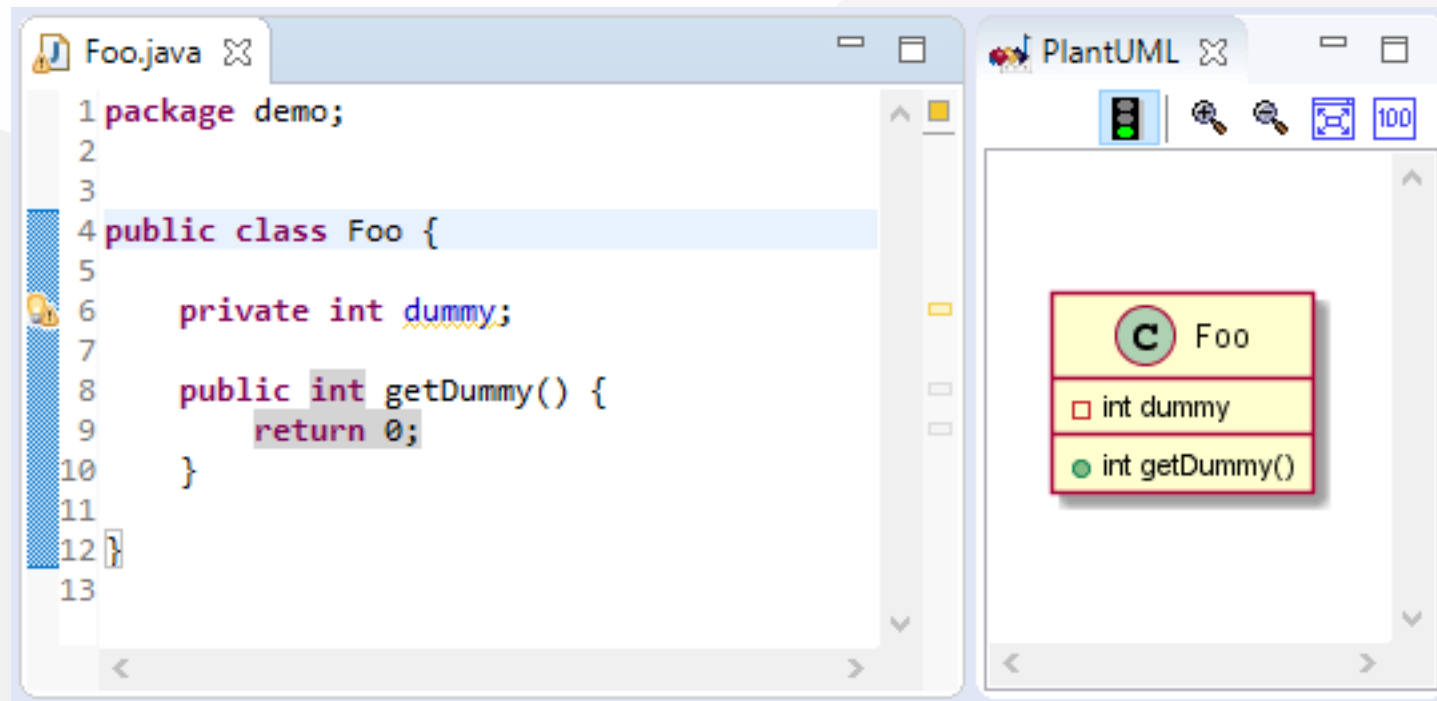 Foo.java
1 package demo;
2
3
4 public class Foo {
5
6     private int dummy;
7
8     public int getDummy() {
9         return 0;
10     }
11
12 }
13
PlantUML
100
C Foo
int dummy
int getDummy()